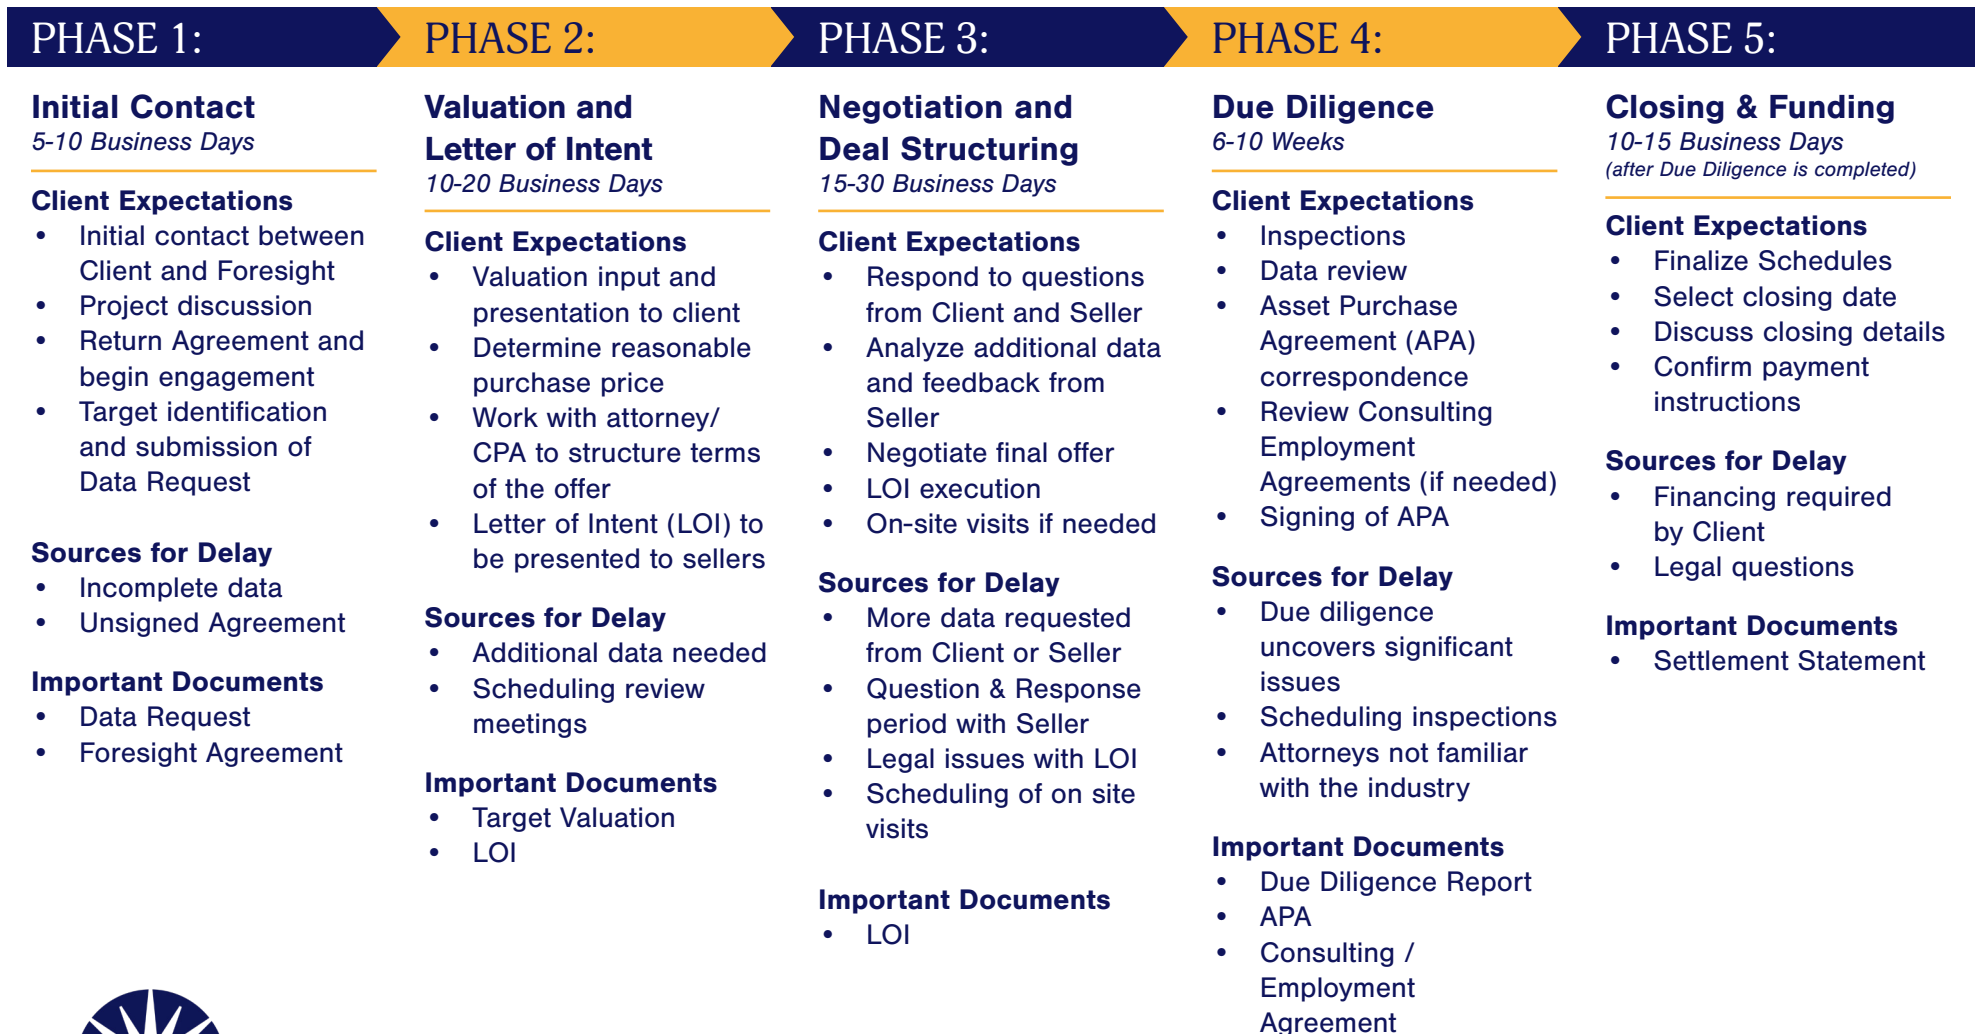 PHASE 1:
Initial Contact
5-10 Business Days
Client Expectations
• Initial contact between
Client and Foresight
• Project discussion
• Return Agreement and
begin engagement
• Target identification
and submission of
Data Request
Sources for Delay
• Incomplete data
• Unsigned Agreement
Important Documents
• Data Request
• Foresight Agreement
PHASE 2:
Valuation and
Letter of Intent
10-20 Business Days
Client Expectations
• Valuation input and
presentation to client
• Determine reasonable
purchase price
• Work with attorney/
CPA to structure terms
of the offer
• Letter of Intent (LOI) to
be presented to sellers
Sources for Delay
• Additional data needed
• Scheduling review
meetings
Important Documents
• Target Valuation
• LOI
PHASE 3:
Negotiation and
Deal Structuring
15-30 Business Days
Client Expectations
• Respond to questions
from Client and Seller
• Analyze additional data
and feedback from
Seller
• Negotiate final offer
• LOI execution
• On-site visits if needed
Sources for Delay
• More data requested
from Client or Seller
• Question & Response
period with Seller
• Legal issues with LOI
• Scheduling of on site
visits
Important Documents
• LOI
PHASE 4:
Due Diligence
6-10 Weeks
Client Expectations
• Inspections
• Data review
• Asset Purchase
Agreement (APA)
correspondence
• Review Consulting
Employment
Agreements (if needed)
• Signing of APA
Sources for Delay
• Due diligence
uncovers significant
issues
• Scheduling inspections
• Attorneys not familiar
with the industry
Important Documents
• Due Diligence Report
• APA
• Consulting /
Employment
Agreement
PHASE 5:
Closing & Funding
10-15 Business Days
(after Due Diligence is completed)
Client Expectations
• Finalize Schedules
• Select closing date
• Discuss closing details
• Confirm payment
instructions
Sources for Delay
• Financing required
by Client
• Legal questions
Important Documents
• Settlement Statement